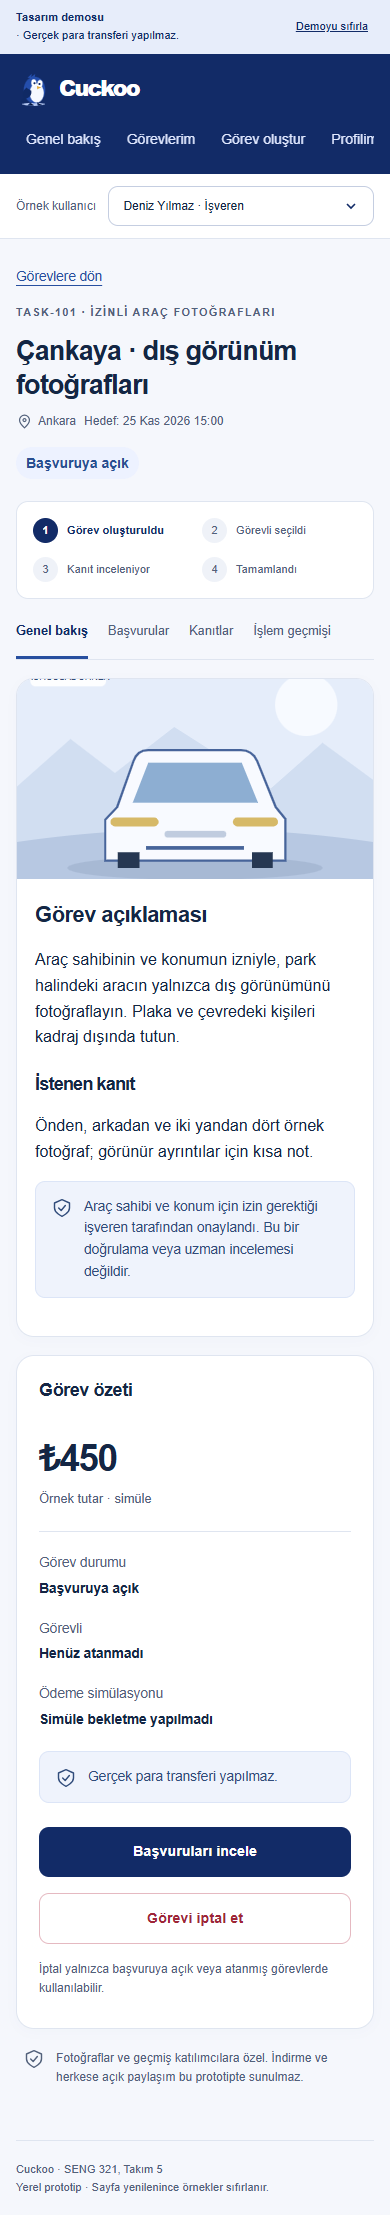 Tasarım demosu
· Gerçek para transferi yapılmaz.
Demoyu sıfırla
Cuckoo
Genel bakış Görevlerim Görev oluştur Profilim
Örnek kullanıcı
Deniz Yılmaz · İşveren
Görevlere dön
TASK-101 · İZİNLİ ARAÇ FOTOĞRAFLARI
Çankaya · dış görünüm
fotoğrafları
Ankara Hedef: 25 Kas 2026 15:00
Başvuruya açık
1 Görev oluşturuldu
2 Görevli seçildi
3 Kanıt inceleniyor
4 Tamamlandı
Genel bakış Başvurular Kanıtlar İşlem geçmişi
Görev açıklaması
Araç sahibinin ve konumun izniyle, park
halindeki aracın yalnızca dış görünümünü
fotoğraflayın. Plaka ve çevredeki kişileri
kadraj dışında tutun.
İstenen kanıt
Önden, arkadan ve iki yandan dört örnek
fotoğraf; görünür ayrıntılar için kısa not.
Araç sahibi ve konum için izin gerektiği
işveren tarafından onaylandı. Bu bir
doğrulama veya uzman incelemesi
değildir.
Görev özeti
₺450
Örnek tutar · simüle
Görev durumu
Başvuruya açık
Görevli
Henüz atanmadı
Ödeme simülasyonu
Simüle bekletme yapılmadı
Gerçek para transferi yapılmaz.
Başvuruları incele
Görevi iptal et
İptal yalnızca başvuruya açık veya atanmış görevlerde
kullanılabilir.
Fotoğraflar ve geçmiş katılımcılara özel. İndirme ve
herkese açık paylaşım bu prototipte sunulmaz.
Cuckoo · SENG 321, Takım 5
Yerel prototip · Sayfa yenilenince örnekler sıfırlanır.